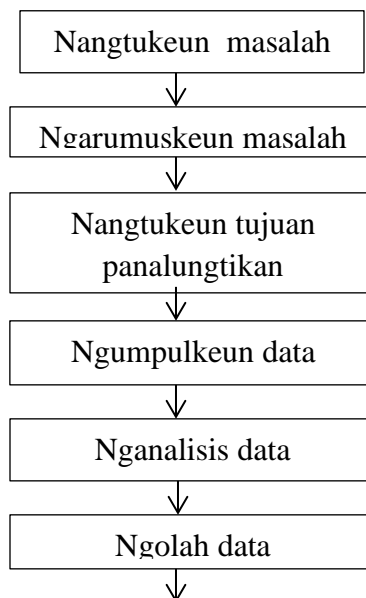 Nangtukeun masalah
Ngarumuskeun masalah
Nangtukeun tujuan
panalungtikan
Ngumpulkeun data
Nganalisis data
Ngolah data